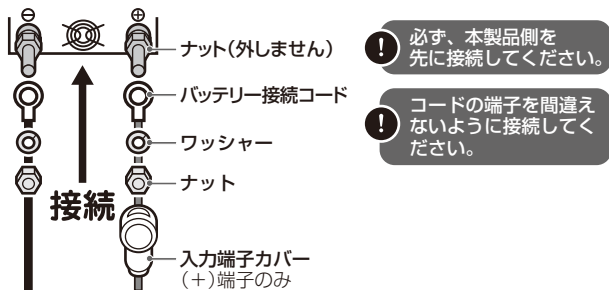 ⊖ ⊕
ナット(外しません)
バッテリー接続コード
ワッシャー
ナット
接続
入力端子カバー
(+)端子のみ
必ず、本製品側を
先に接続してください。
コードの端子を間違え
ないように接続してく
ださい。